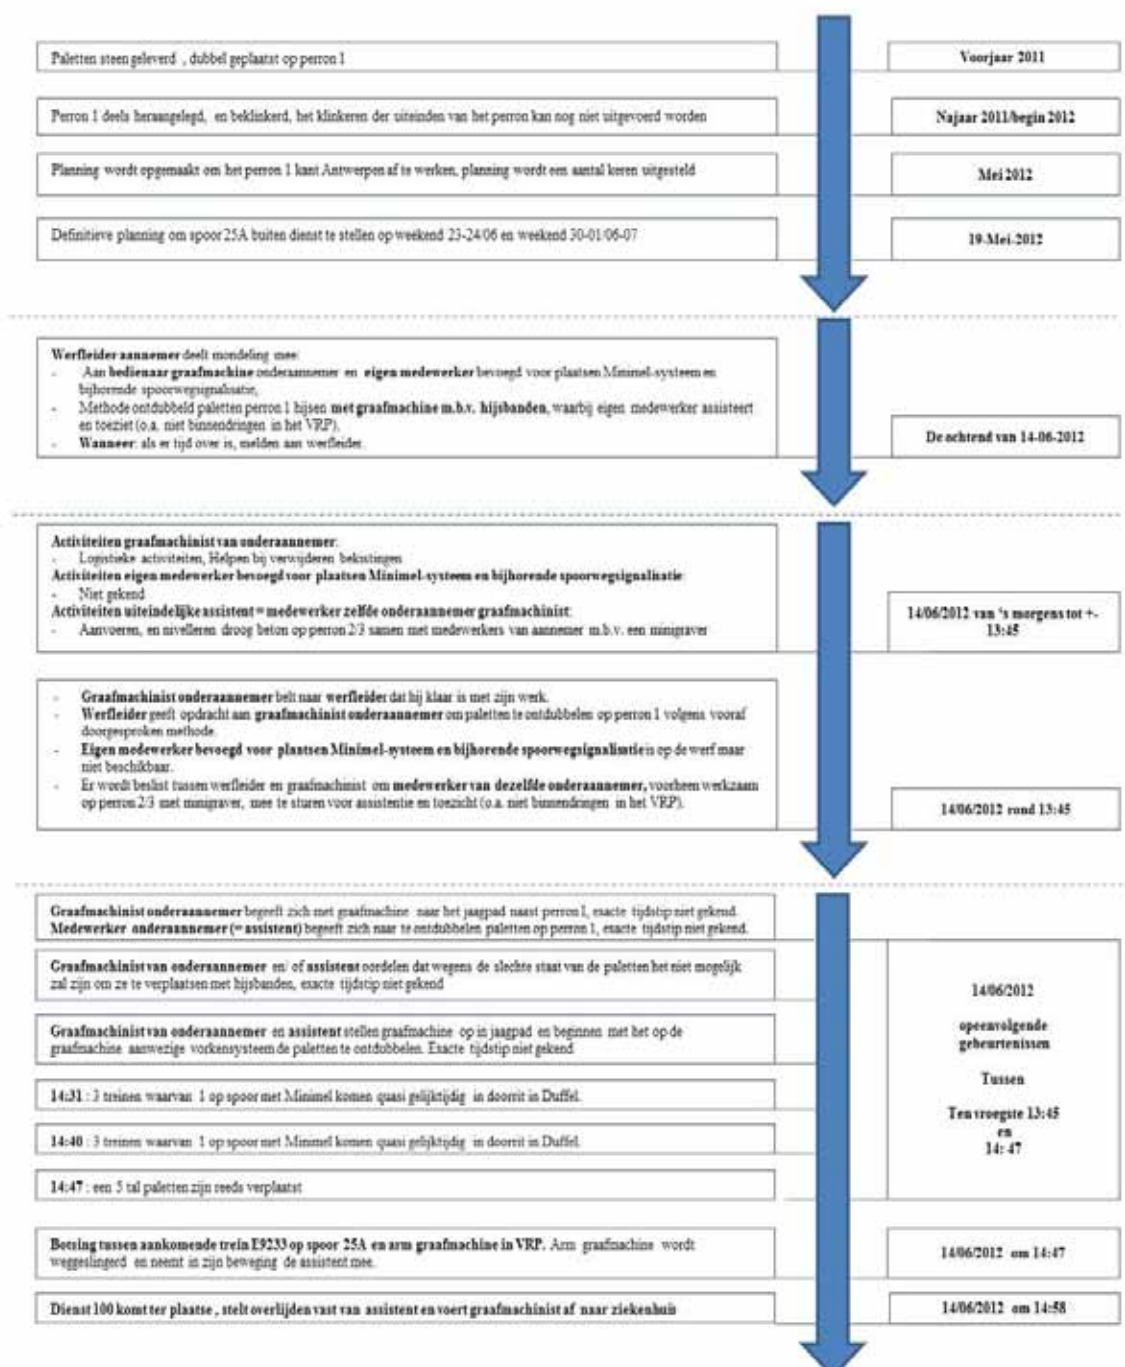 Paletten steen geleverd , dubbel geplaatst op perron 1
Voorjaar 2011
Perron 1 deels heraangelegd, en beklinkerd, het klinkeren der uiteinden van het perron kan nog niet uitgevoerd worden
Najaar 2011/begin 2012
Planning wordt opgemaakt om het perron 1 kant Antwerpen af te werken, planning wordt een aantal keren uitgesteld
Mei 2012
Definitieve planning om spoor 25A buiten dienst te stellen op weekend 23-24/06 en weekend 30-01/06-07
19-Mei-2012
Werfleider aannemer deelt mondeling mee:
- Aan bedienaar graafmachine onderaannemer en eigen medewerker bevoegd voor plaatsen Minimel-systeem en
bijhorende spoorwegsignalisatie,
- Methode ontdubbeld paletten perron 1 hijsen met graafmachine m.b.v. hijsbanden, waarbij eigen medewerker assisteert
en toeziet (o.a. niet binnendringen in het VRP).
- Wanneer: als er tijd over is, melden aan werfleider.
De ochtend van 14-06-2012
Activiteiten graafmachinist van onderaannemer:
- Logistieke activiteiten, Helpen bij verwijderen bekistingen
Activiteiten eigen medewerker bevoegd voor plaatsen Minimel-systeem en bijhorende spoorwegsignalisatie
- Niet gekend
Activiteiten uiteindelijke assistent = medewerker zelfde onderaannemer graafmachinist:
- Aanvoeren, en nivelleren droog beton op perron 2/3 samen met medewerkers van aannemer m.b.v. een minigraver
14/06/2012 van 's morgens tot +-
13:45
- Graafmachinist onderaannemer belt naar werfleider dat hij klaar is met zijn werk.
- Werfleider geeft opdracht aan graafmachinist onderaannemer om paletten te ontdubbelen op perron 1 volgens vooraf
doorgesproken methode.
- Eigen medewerker bevoegd voor plaatsen Minimel-systeem en bijhorende spoorwegsignalisatie is op de werf maar
niet beschikbaar.
- Er wordt beslist tussen werfleider en graafmachinist om medewerker van dezelfde onderaannemer, voorheen werkzaam
op perron 2/3 met minigraver, mee te sturen voor assistentie en toezicht (o.a. niet binnendringen in het VRP).
14/06/2012 rond 13:45
Graafmachinist onderaannemer begeeft zich met graafmachine naar het jaagpad naast perron 1, exacte tijdstip niet gekend.
Medewerker onderaannemer (= assistent) begeeft zich naar te ontdubbelen paletten op perron 1, exacte tijdstip niet gekend.
Graafmachinist van onderaannemer en/ of assistent oordelen dat wegens de slechte staat van de paletten het niet mogelijk
zal zijn om ze te verplaatsen met hijsbanden, exacte tijdstip niet gekend
Graafmachinist van onderaannemer en assistent stellen graafmachine op in jaagpad en beginnen met het op de
graafmachine aanwezige vorkensysteem de paletten te ontdubbelen. Exacte tijdstip niet gekend
14:31 : 3 treinen waarvan 1 op spoor met Minimel komen quasi gelijktijdig in doorrit in Duffel.
14:40 : 3 treinen waarvan 1 op spoor met Minimel komen quasi gelijktijdig in doorrit in Duffel.
14:47 : een 5 tal paletten zijn reeds verplaatst
14/06/2012
opeenvolgende
gebeurtenissen
Tussen
Ten vroegste 13:45
en
14: 47
Botsing tussen aankomende trein E9233 op spoor 25A en arm graafmachine in VRP. Arm graafmachine wordt
weggeslingerd en neemt in zijn beweging de assistent mee.
14/06/2012 om 14:47
Dienst 100 komt ter plaatse , stelt overlijden vast van assistent en voert graafmachinist af naar ziekenhuis
14/06/2012 om 14:58